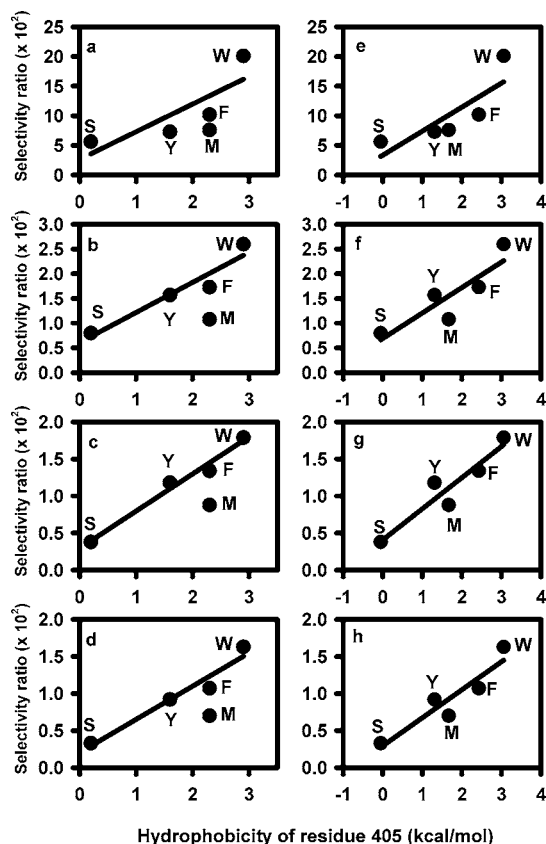 Selectivity ratio (x 10²)
25
20
15
10
5
0
a
S
Y
F
M
W
0 1 2 3
25
20
15
10
5
0
e
S
Y
M
F
W
-1 0 1 2 3 4
Selectivity ratio (x 10²)
3.0
2.5
2.0
1.5
1.0
0.5
0.0
b
S
Y
F
M
W
0 1 2 3
3.0
2.5
2.0
1.5
1.0
0.5
0.0
f
S
Y
M
F
W
-1 0 1 2 3 4
Selectivity ratio (x 10²)
2.0
1.5
1.0
0.5
0.0
c
S
Y
F
M
W
0 1 2 3
2.0
1.5
1.0
0.5
0.0
g
S
Y
M
F
W
-1 0 1 2 3 4
Selectivity ratio (x 10²)
2.0
1.5
1.0
0.5
0.0
d
S
Y
F
M
W
0 1 2 3
2.0
1.5
1.0
0.5
0.0
h
S
Y
M
F
W
-1 0 1 2 3 4
Hydrophobicity of residue 405 (kcal/mol)